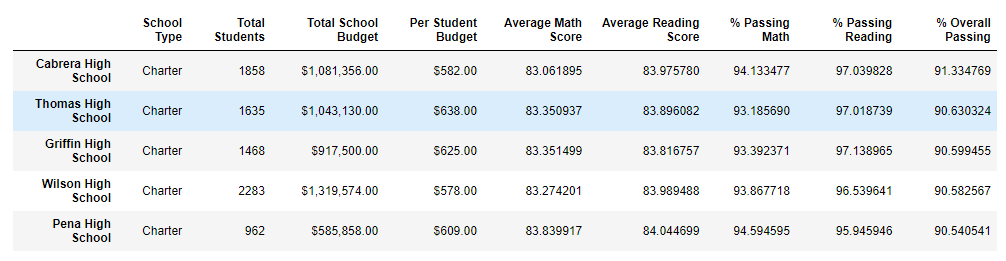 School Type Total Students Total School Budget Per Student Budget Average Math Score Average Reading Score % Passing Math % Passing Reading % Overall Passing
Cabrera High School Charter 1858 $1,081,356.00 $582.00 83.061895 83.975780 94.133477 97.039828 91.334769
Thomas High School Charter 1635 $1,043,130.00 $638.00 83.350937 83.896082 93.185690 97.018739 90.630324
Griffin High School Charter 1468 $917,500.00 $625.00 83.351499 83.816757 93.392371 97.138965 90.599455
Wilson High School Charter 2283 $1,319,574.00 $578.00 83.274201 83.989488 93.867718 96.539641 90.582567
Pena High School Charter 962 $585,858.00 $609.00 83.839917 84.044699 94.594595 95.945946 90.540541